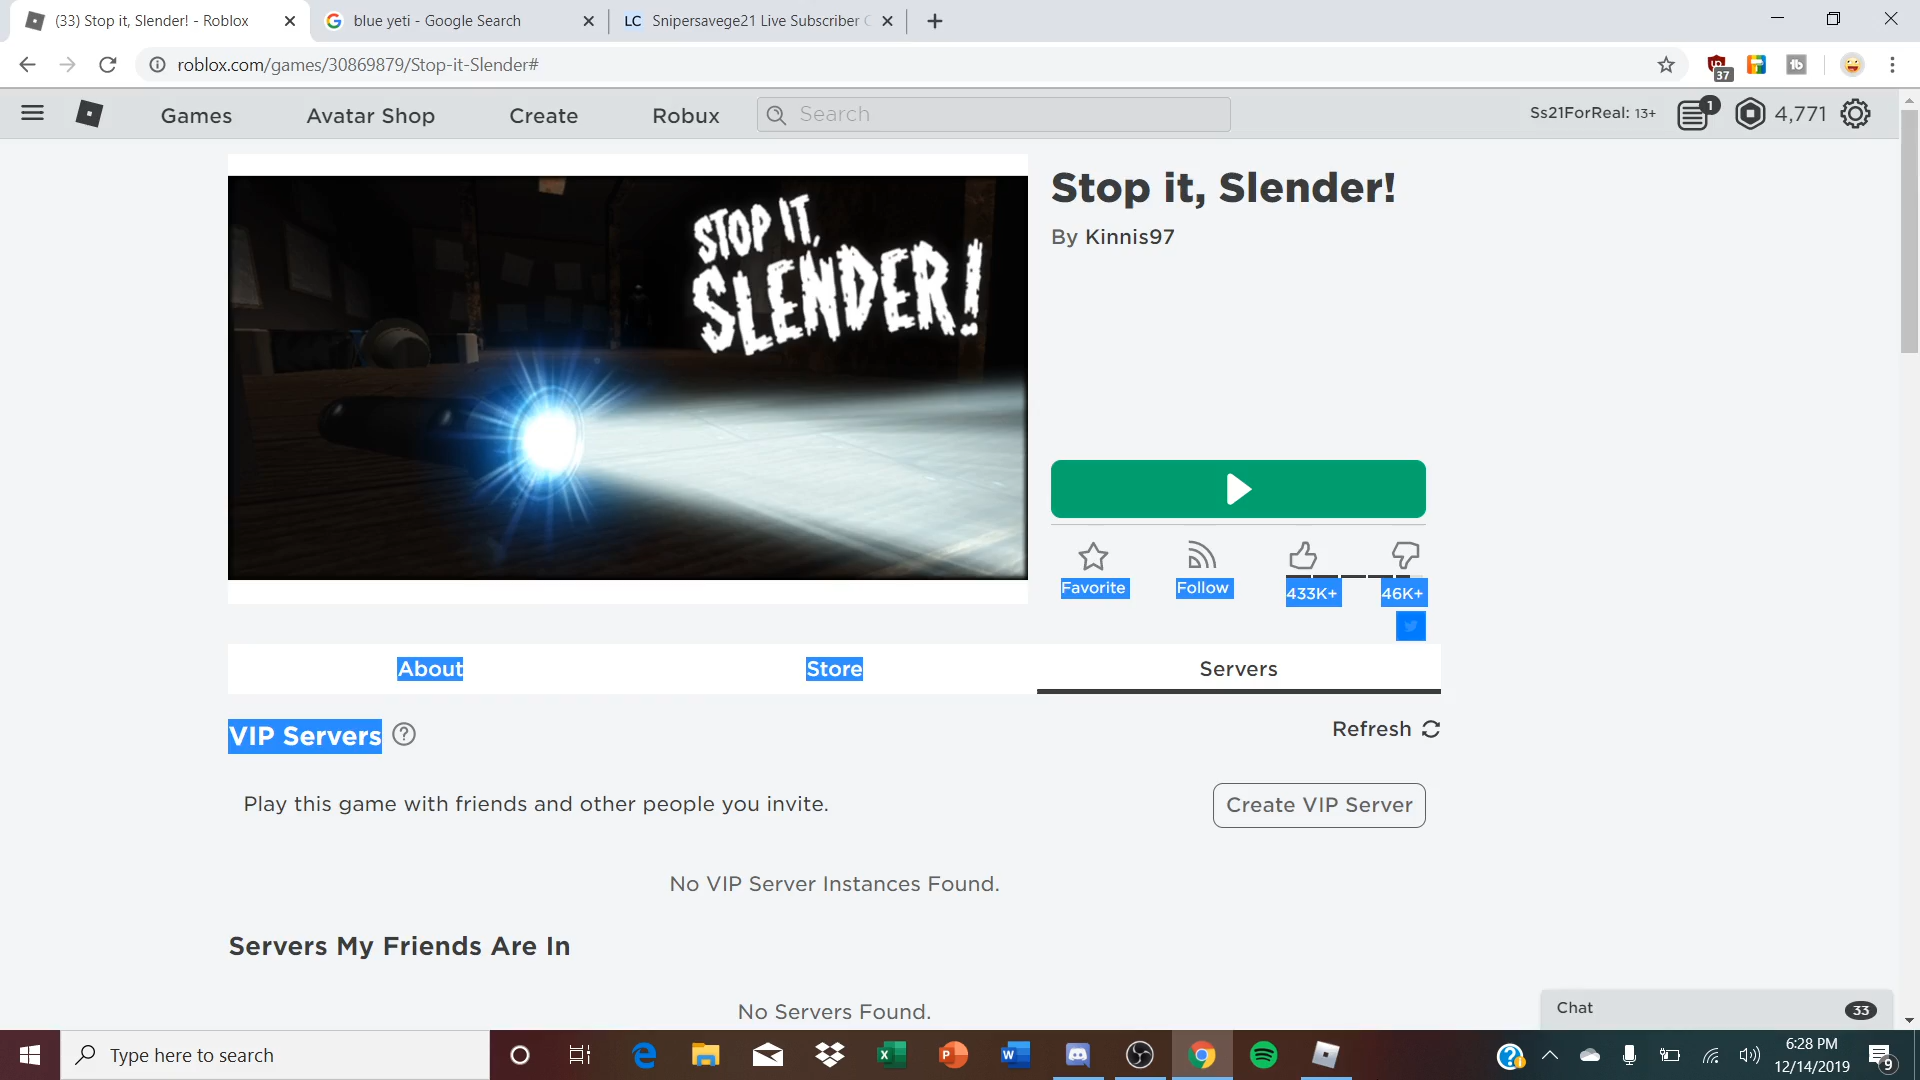 (33) Stop it, Slender! - Roblox
blue yeti - Google Search
LC Snipersavege21 Live Subscriber C
roblox.com/games/30869879/Stop-it-Slender#
37
Games
Avatar Shop
Create
Robux
Search
Ss21ForReal: 13+
1
4,771
STOP IT,
SLENDER!
Stop it, Slender!
By Kinnis97
Favorite
Follow
433K+
46K+
About
Store
Servers
VIP Servers
Refresh
Play this game with friends and other people you invite.
Create VIP Server
No VIP Server Instances Found.
Servers My Friends Are In
No Servers Found.
Chat
33
Type here to search
6:28 PM
12/14/2019
9